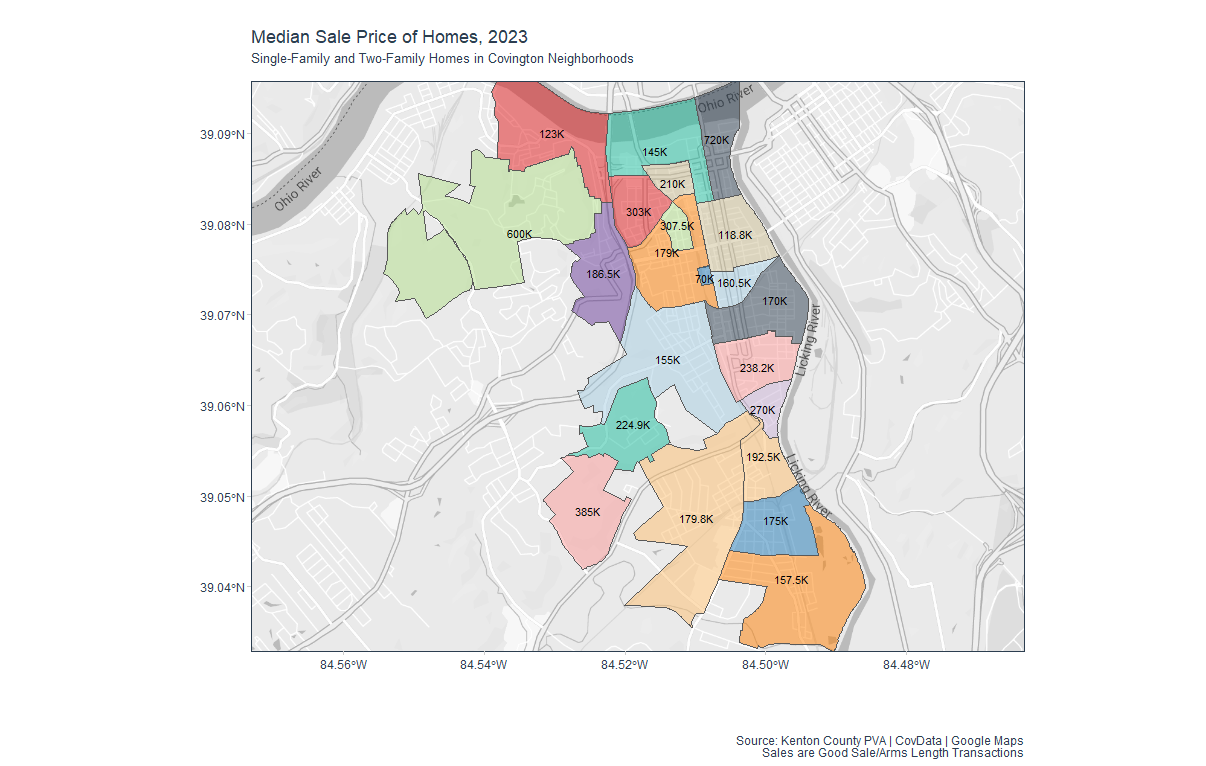 Median Sale Price of Homes, 2023
Single-Family and Two-Family Homes in Covington Neighborhoods
Ohio River
39.09°N
123K
720K
145K
Ohio River
210K
303K
39.08°N
307.5K
600K
118.8K
179K
186.5K
70K
160.5K
170K
39.07°N
Licking River
155K
238.2K
39.06°N
270K
224.9K
192.5K
Licking River
39.05°N
385K
179.8K
175K
39.04°N
157.5K
84.56°W
84.54°W
84.52°W
84.50°W
84.48°W
Source: Kenton County PVA | CovData | Google Maps
Sales are Good Sale/Arms Length Transactions